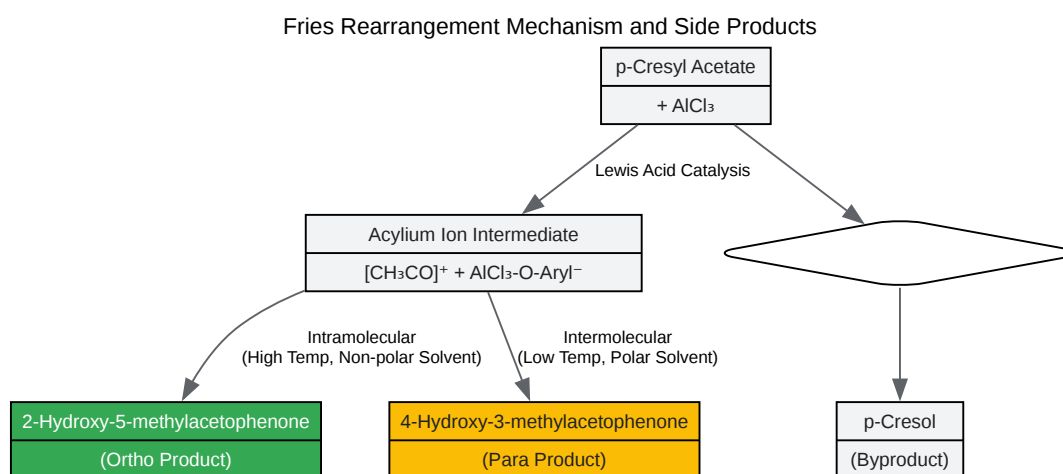 Fries Rearrangement Mechanism and Side Products
p-Cresyl Acetate
+ AlCl₃
Lewis Acid Catalysis
Acylium Ion Intermediate
[CH₃CO]⁺ + AlCl₃-O-Aryl⁻
Intramolecular
(High Temp, Non-polar Solvent)
Intermolecular
(Low Temp, Polar Solvent)
2-Hydroxy-5-methylacetophenone
(Ortho Product)
4-Hydroxy-3-methylacetophenone
(Para Product)
p-Cresol
(Byproduct)